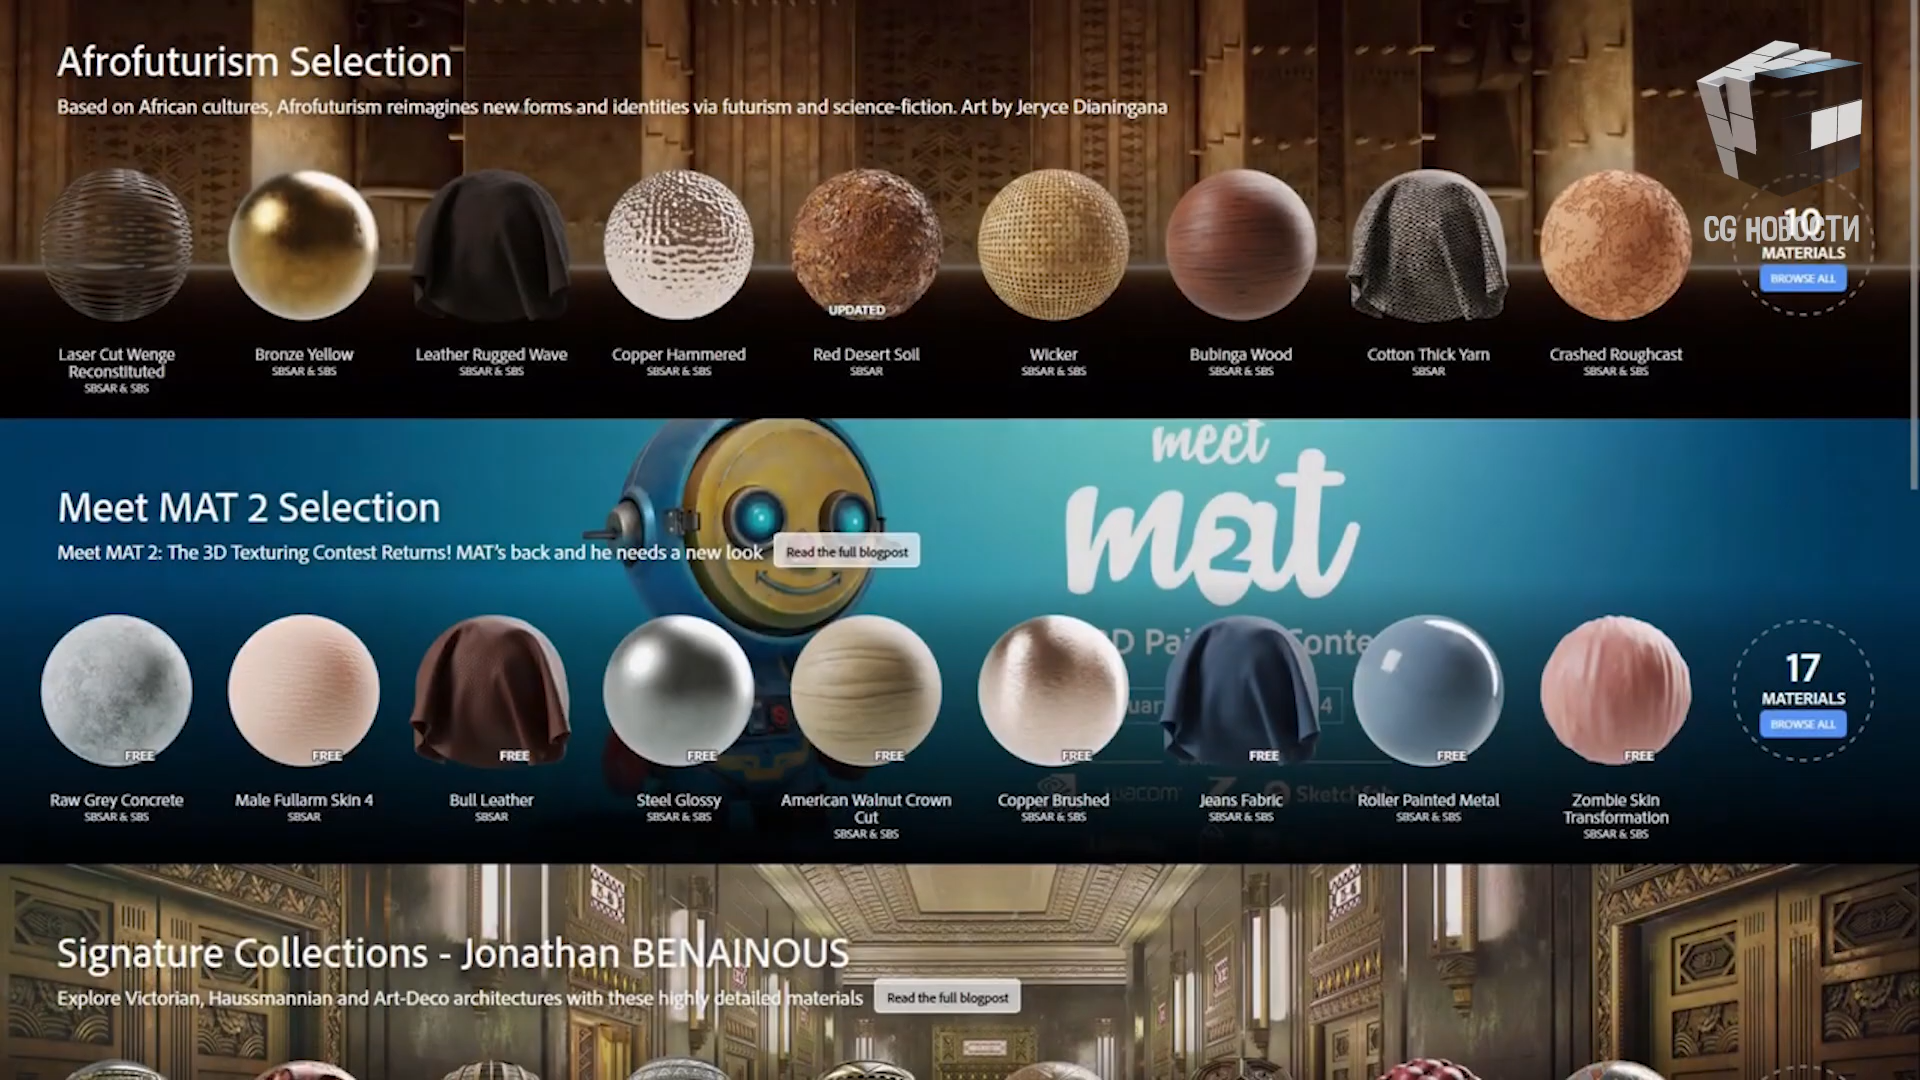 Afrofuturism Selection
Based on African cultures, Afrofuturism reimagines new forms and identities via futurism and science-fiction. Art by Jeryce Dianingana
CG НОВОСТИ
10
MATERIALS
BROWSE ALL
UPDATED
Laser Cut Wenge
Reconstituted
SBSAR & SBS
Bronze Yellow
SBSAR & SBS
Leather Rugged Wave
SBSAR & SBS
Copper Hammered
SBSAR & SBS
Red Desert Soil
SBSAR
Wicker
SBSAR & SBS
Bubinga Wood
SBSAR & SBS
Cotton Thick Yarn
SBSAR
Crashed Roughcast
SBSAR & SBS
meet
mat
2
Meet MAT 2 Selection
Meet MAT 2: The 3D Texturing Contest Returns! MAT's back and he needs a new look
Read the full blogpost
17
MATERIALS
BROWSE ALL
FREE
FREE
FREE
FREE
FREE
FREE
FREE
FREE
FREE
Raw Grey Concrete
SBSAR & SBS
Male Fullarm Skin 4
SBSAR
Bull Leather
SBSAR
Steel Glossy
SBSAR & SBS
American Walnut Crown
Cut
SBSAR & SBS
Copper Brushed
SBSAR & SBS
Jeans Fabric
SBSAR & SBS
Roller Painted Metal
SBSAR & SBS
Zombie Skin
Transformation
SBSAR & SBS
Signature Collections - Jonathan BENAINOUS
Explore Victorian, Haussmannian and Art-Deco architectures with these highly detailed materials
Read the full blogpost